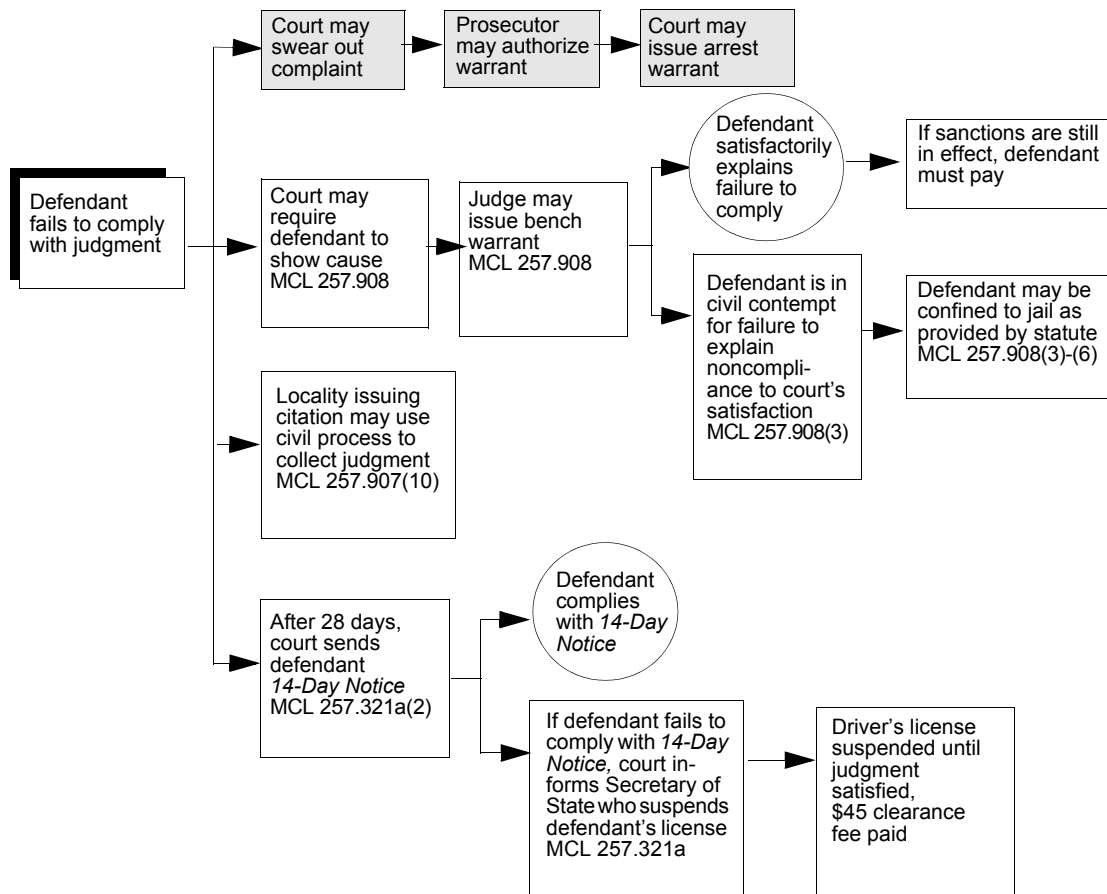 Court may
swear out
complaint
Prosecutor
may authorize
warrant
Court may
issue arrest
warrant
Defendant
fails to comply
with judgment
Court may
require
defendant to
show cause
MCL 257.908
Judge may
issue bench
warrant
MCL 257.908
Defendant
satisfactorily
explains
failure to
comply
If sanctions are still
in effect, defendant
must pay
Defendant is in
civil contempt
for failure to
explain
noncompli-
ance to court's
satisfaction
MCL 257.908(3)
Defendant may be
confined to jail as
provided by statute
MCL 257.908(3)-(6)
Locality issuing
citation may use
civil process to
collect judgment
MCL 257.907(10)
After 28 days,
court sends
defendant
14-Day Notice
MCL 257.321a(2)
Defendant
complies
with 14-Day
Notice
If defendant fails to
comply with 14-Day
Notice, court in-
forms Secretary of
State who suspends
defendant's license
MCL 257.321a
Driver's license
suspended until
judgment
satisfied,
$45 clearance
fee paid